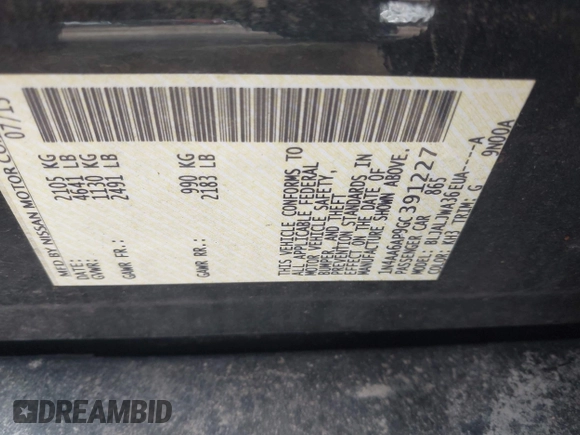 MFD BY NISSAN MOTOR CO
07/15
2105 KG
4641 LB
DATE:
GVWR:
1130 KG
GAWR FR
2491 LB
990 KG
GAWR RR
2183 LB
THIS VEHICLE CONFORMS TO
ALL APPLICABLE FEDERAL
MOTOR VEHICLE SAFETY,
BUMPER, AND THEFT
PREVENTION STANDARDS IN
EFFECT ON THE DATE OF
MANUFACTURE SHOWN ABOVE.
1N4AA6AP9GC391227
PASSENGER CAR 865
MODEL: BLJALJWA36EUA-----A
COLOR: KH3 TRIM: G 9N00A
DREAMBID